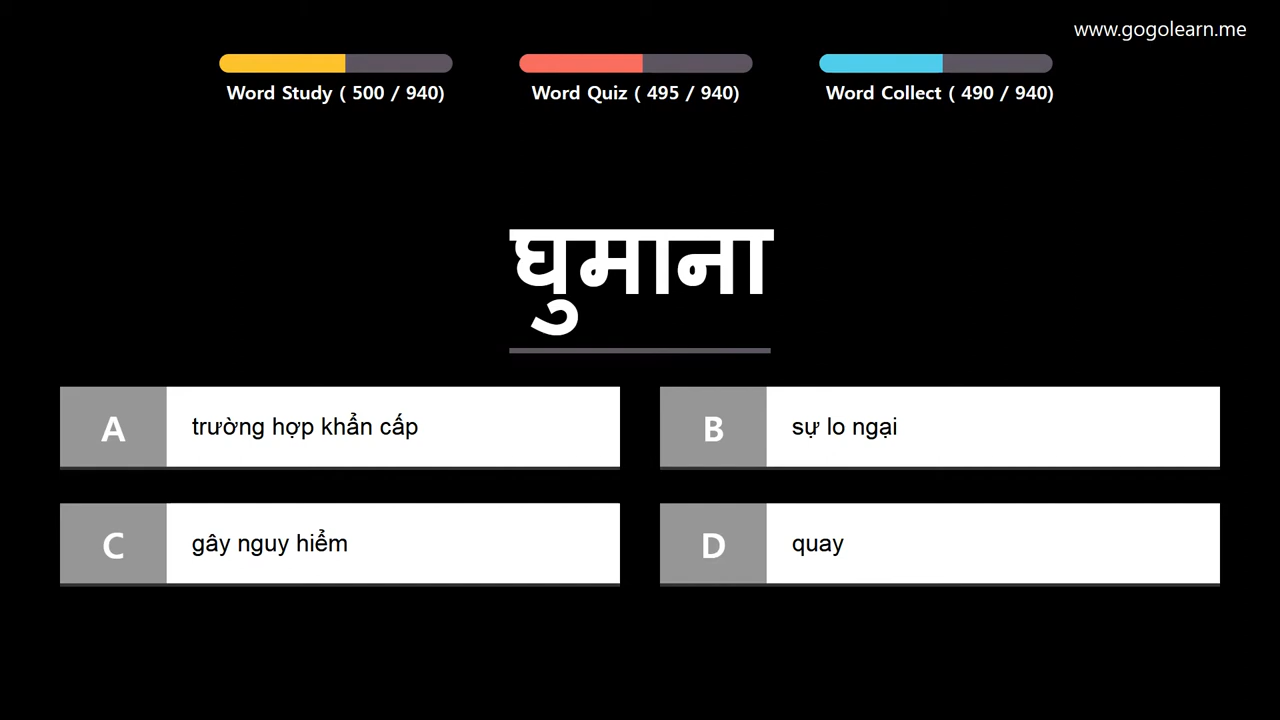 www.gogolearn.me
Word Study ( 500 / 940)
Word Quiz ( 495 / 940)
Word Collect ( 490 / 940)
घुमाना
A
trường hợp khẩn cấp
B
sự lo ngại
C
gây nguy hiểm
D
quay